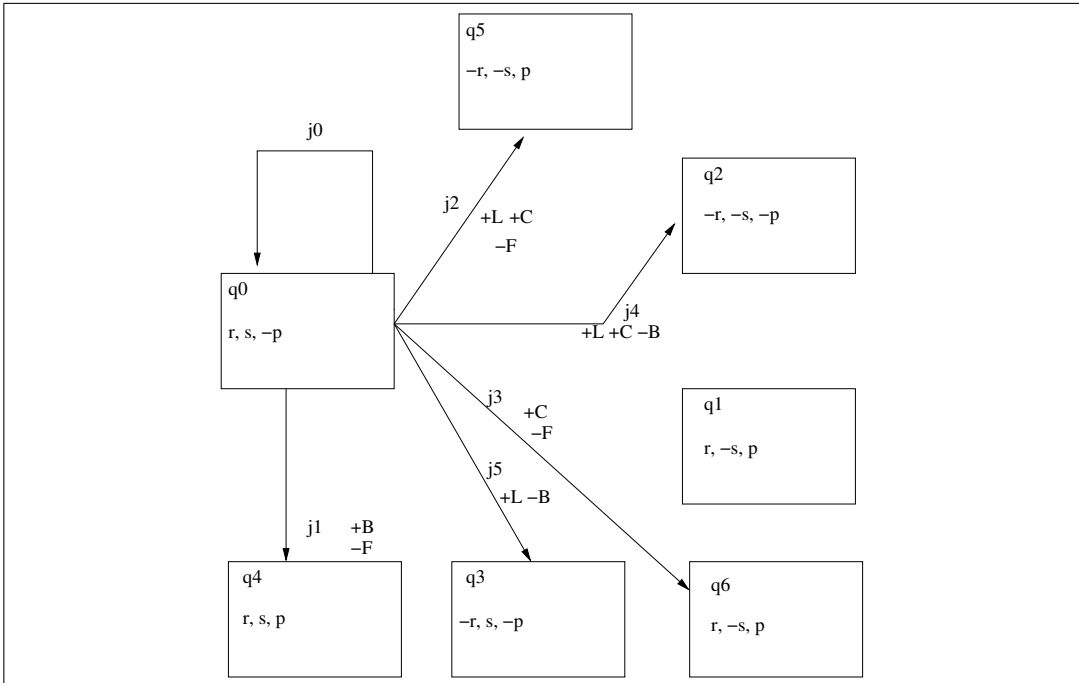 q5
−r, −s, p
j0
q2
−r, −s, −p
j2
+L +C
−F
q0
r, s, −p
j4
+L +C −B
j3
+C
−F
q1
r, −s, p
j5
+L −B
j1 +B
−F
q4
r, s, p
q3
−r, s, −p
q6
r, −s, p